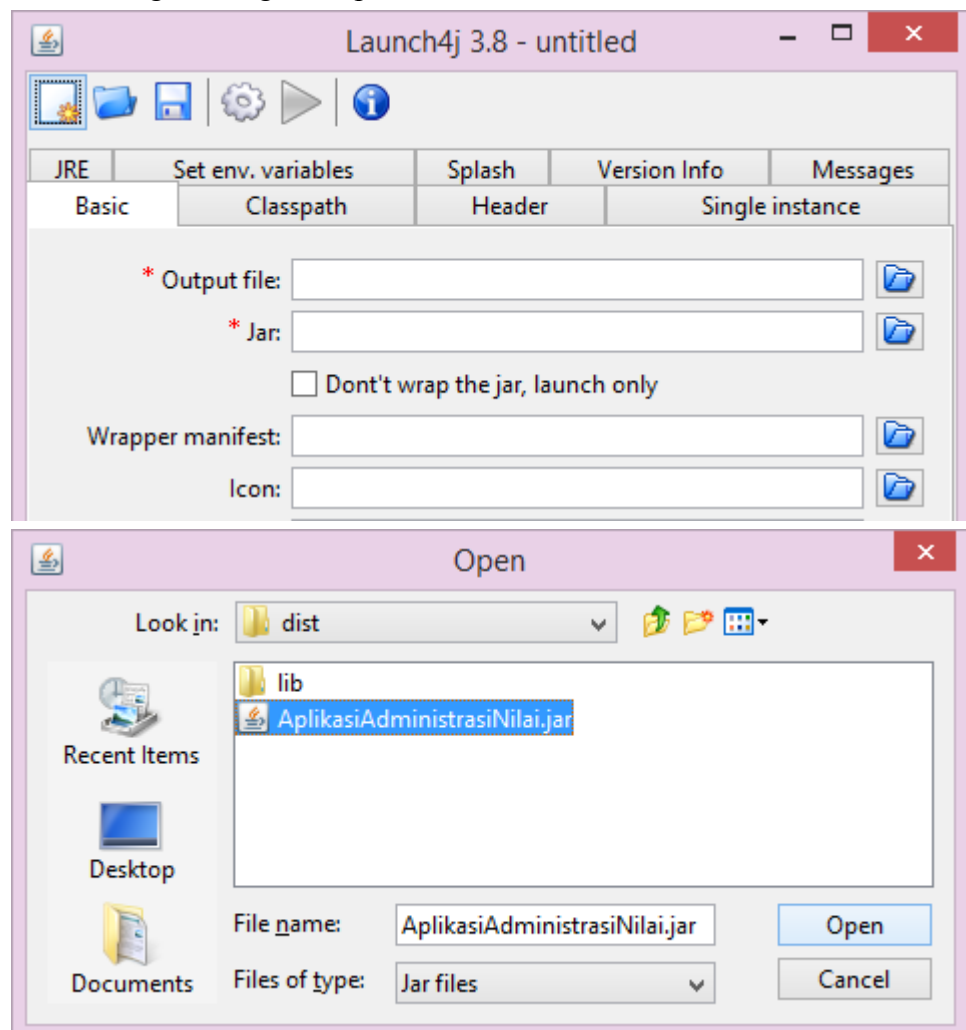 Launch4j 3.8 - untitled
JRE Set env. variables Splash Version Info Messages
Basic Classpath Header Single instance
* Output file:
* Jar:
Dont't wrap the jar, launch only
Wrapper manifest:
Icon:
Open
Look in: dist
lib
AplikasiAdministrasiNilai.jar
Recent Items
Desktop
Documents
File name: AplikasiAdministrasiNilai.jar Open
Files of type: Jar files Cancel